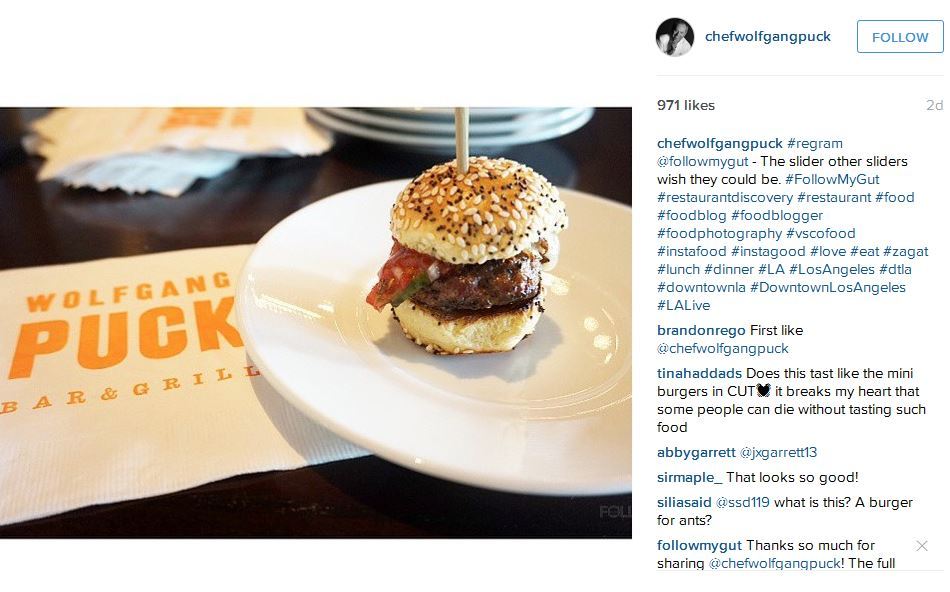 WOLFGANG
PUCK
BAR & GRILL
FOLL
chefwolfgangpuck
FOLLOW
971 likes
2d
chefwolfgangpuck #regram
@followmygut - The slider other sliders
wish they could be. #FollowMyGut
#restaurantdiscovery #restaurant #food
#foodblog #foodblogger
#foodphotography #vscofood
#instafood #instagood #love #eat #zagat
#lunch #dinner #LA #LosAngeles #dtla
#downtownla #DowntownLosAngeles
#LALive
brandonrego First like
@chefwolfgangpuck
tinahaddads Does this tast like the mini
burgers in CUT💓 it breaks my heart that
some people can die without tasting such
food
abbygarrett @jxgarrett13
sirmaple_ That looks so good!
siliasaid @ssd119 what is this? A burger
for ants?
followmygut Thanks so much for
sharing @chefwolfgangpuck! The full